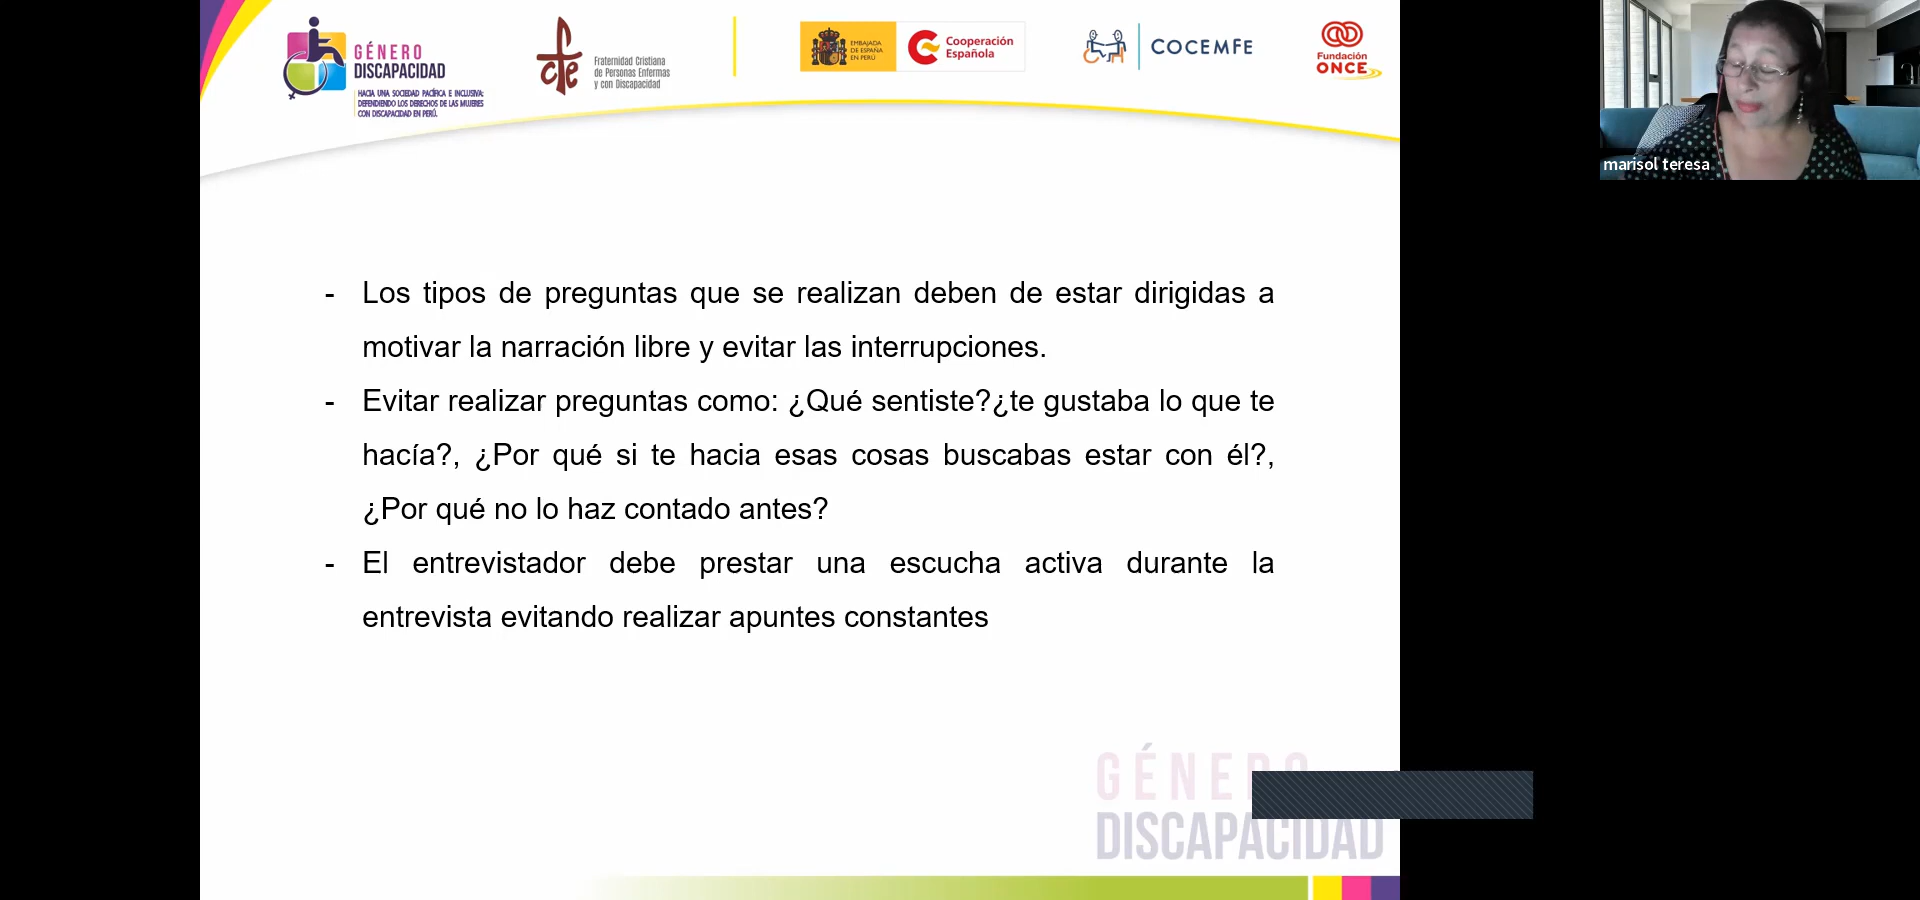 GÉNERO
DISCAPACIDAD
HACIA UNA SOCIEDAD PACÍFICA E INCLUSIVA:
DEFENDIENDO LOS DERECHOS DE LAS MUJERES
CON DISCAPACIDAD EN PERÚ.
cfe
Fraternidad Cristiana
de Personas Enfermas
y con Discapacidad
EMBAJADA
DE ESPAÑA
EN PERÚ
Cooperación
Española
COCEMFE
Fundación
ONCE
marisol teresa
- Los tipos de preguntas que se realizan deben de estar dirigidas a
motivar la narración libre y evitar las interrupciones.
- Evitar realizar preguntas como: ¿Qué sentiste?¿te gustaba lo que te
hacía?, ¿Por qué si te hacia esas cosas buscabas estar con él?,
¿Por qué no lo haz contado antes?
- El entrevistador debe prestar una escucha activa durante la
entrevista evitando realizar apuntes constantes
GÉNERO
DISCAPACIDAD